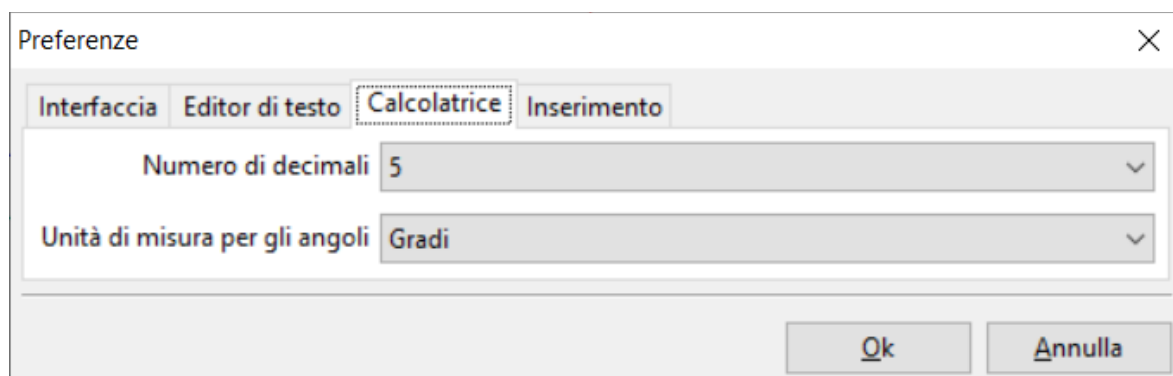 Preferenze
Interfaccia Editor di testo Calcolatrice Inserimento
Numero di decimali 5
Unità di misura per gli angoli Gradi
Ok Annulla